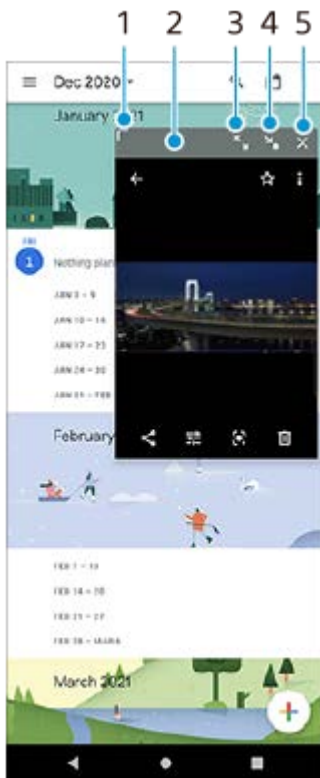 1 2 3 4 5
Dec 2020
January 2021
FRI
1 Nothing plan
JAN 3 – 9
JAN 10 – 16
JAN 17 – 23
JAN 24 – 30
JAN 31 – FEB
February
FEB 7 – 13
FEB 14 – 20
FEB 21 – 27
FEB 28 – MAR 6
March 2021